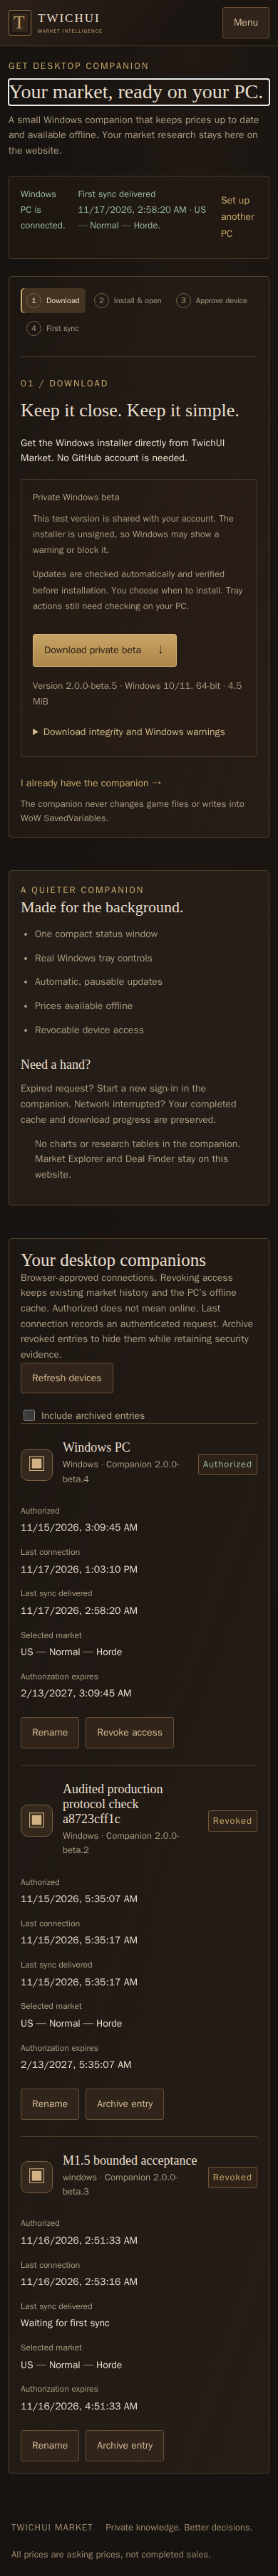 T TWICHUI
MARKET INTELLIGENCE
Menu
GET DESKTOP COMPANION
Your market, ready on your PC.
A small Windows companion that keeps prices up to date
and available offline. Your market research stays here on
the website.
Windows
PC is
connected.
First sync delivered
11/17/2026, 2:58:20 AM · US
— Normal — Horde.
Set up
another
PC
1 Download
2 Install & open
3 Approve device
4 First sync
01 / DOWNLOAD
Keep it close. Keep it simple.
Get the Windows installer directly from TwichUI
Market. No GitHub account is needed.
Private Windows beta
This test version is shared with your account. The
installer is unsigned, so Windows may show a
warning or block it.
Updates are checked automatically and verified
before installation. You choose when to install. Tray
actions still need checking on your PC.
Download private beta ↓
Version 2.0.0-beta.5 · Windows 10/11, 64-bit · 4.5
MiB
▶ Download integrity and Windows warnings
I already have the companion →
The companion never changes game files or writes into
WoW SavedVariables.
A QUIETER COMPANION
Made for the background.
• One compact status window
• Real Windows tray controls
• Automatic, pausable updates
• Prices available offline
• Revocable device access
Need a hand?
Expired request? Start a new sign-in in the
companion. Network interrupted? Your completed
cache and download progress are preserved.
No charts or research tables in the companion.
Market Explorer and Deal Finder stay on this
website.
Your desktop companions
Browser-approved connections. Revoking access
keeps existing market history and the PC's offline
cache. Authorized does not mean online. Last
connection records an authenticated request. Archive
revoked entries to hide them while retaining security
evidence.
Refresh devices
Include archived entries
Windows PC
Windows · Companion 2.0.0-
beta.4
Authorized
Authorized
11/15/2026, 3:09:45 AM
Last connection
11/17/2026, 1:03:10 PM
Last sync delivered
11/17/2026, 2:58:20 AM
Selected market
US — Normal — Horde
Authorization expires
2/13/2027, 3:09:45 AM
Rename
Revoke access
Audited production
protocol check
a8723cff1c
Windows · Companion 2.0.0-
beta.2
Revoked
Authorized
11/15/2026, 5:35:07 AM
Last connection
11/15/2026, 5:35:17 AM
Last sync delivered
11/15/2026, 5:35:17 AM
Selected market
US — Normal — Horde
Authorization expires
2/13/2027, 5:35:07 AM
Rename
Archive entry
M1.5 bounded acceptance
windows · Companion 2.0.0-
beta.3
Revoked
Authorized
11/16/2026, 2:51:33 AM
Last connection
11/16/2026, 2:53:16 AM
Last sync delivered
Waiting for first sync
Selected market
US — Normal — Horde
Authorization expires
11/16/2026, 4:51:33 AM
Rename
Archive entry
TWICHUI MARKET
Private knowledge. Better decisions.
All prices are asking prices, not completed sales.